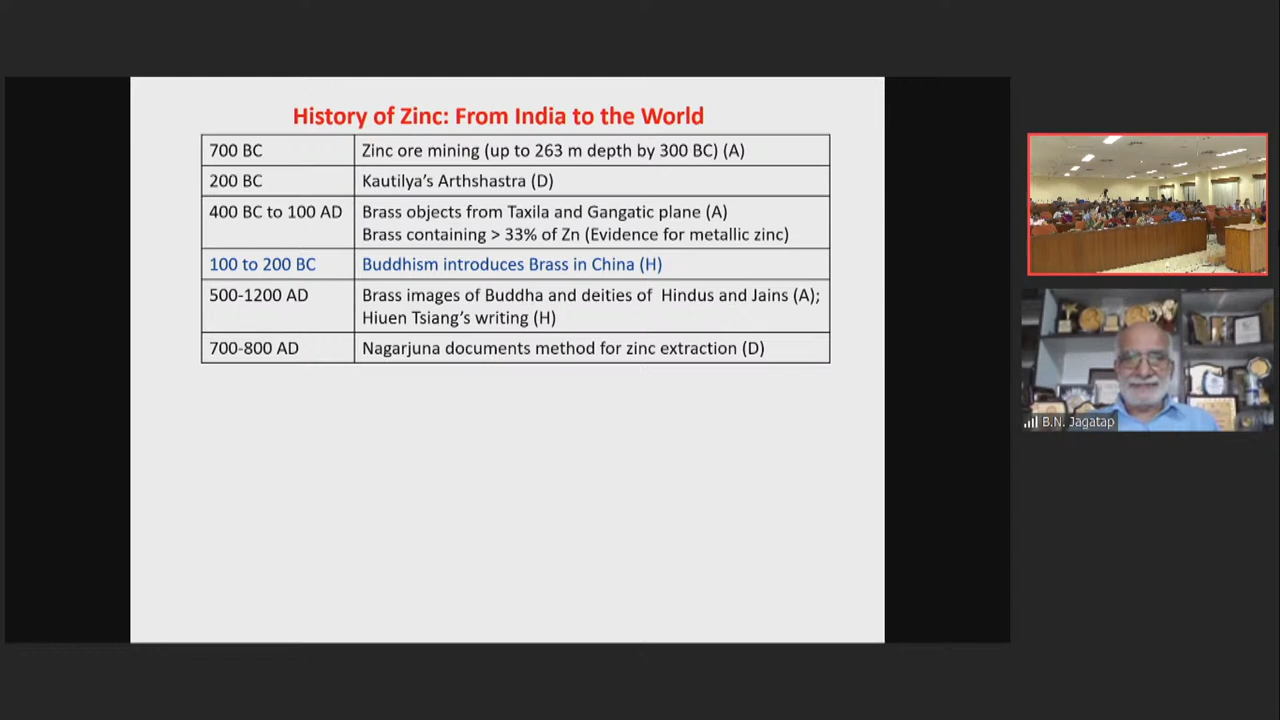 History of Zinc: From India to the World
700 BC Zinc ore mining (up to 263 m depth by 300 BC) (A)
200 BC Kautilya's Arthshastra (D)
400 BC to 100 AD Brass objects from Taxila and Gangatic plane (A)
Brass containing > 33% of Zn (Evidence for metallic zinc)
100 to 200 BC Buddhism introduces Brass in China (H)
500-1200 AD Brass images of Buddha and deities of Hindus and Jains (A);
Hiuen Tsiang's writing (H)
700-800 AD Nagarjuna documents method for zinc extraction (D)
B.N. Jagatap